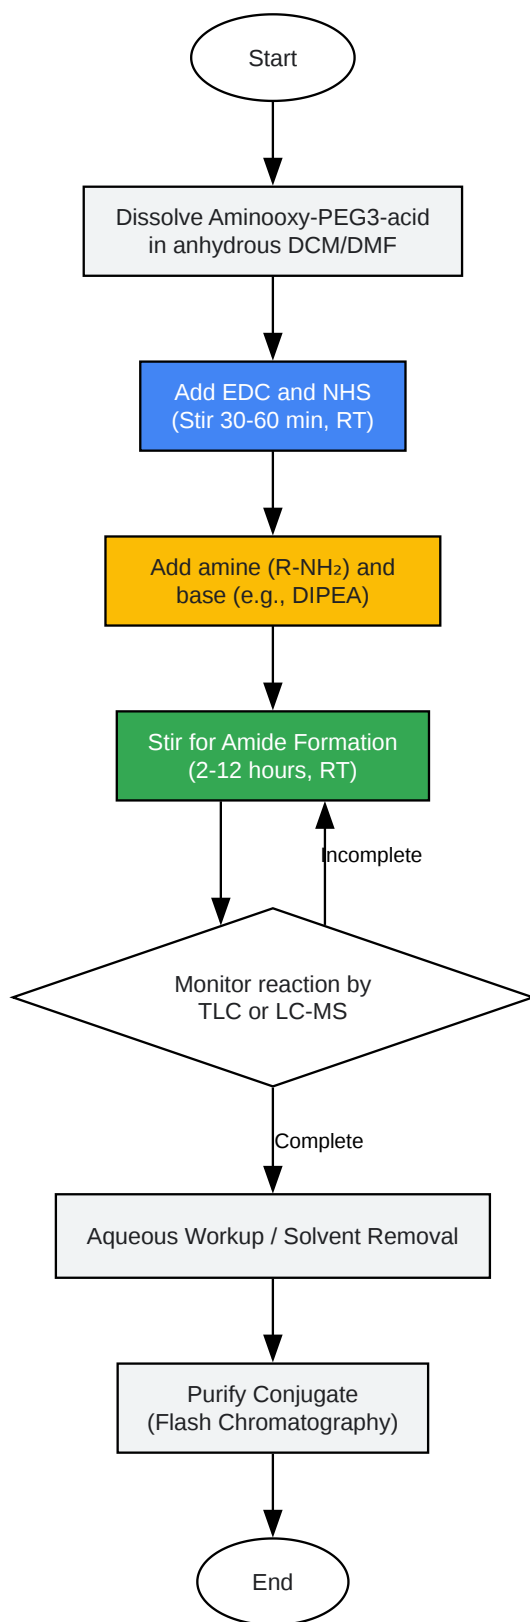 Start
Dissolve Aminooxy-PEG3-acid
in anhydrous DCM/DMF
Add EDC and NHS
(Stir 30-60 min, RT)
Add amine (R-NH₂) and
base (e.g., DIPEA)
Stir for Amide Formation
(2-12 hours, RT)
Incomplete
Monitor reaction by
TLC or LC-MS
Complete
Aqueous Workup / Solvent Removal
Purify Conjugate
(Flash Chromatography)
End